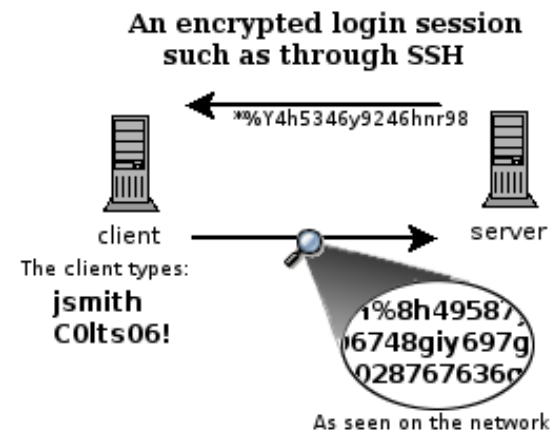 An encrypted login session
such as through SSH
*%Y4h5346y9246hnr98
client
server
The client types:
jsmith
C0lts06!
%8h49587
6748giy697g
028767636
As seen on the network